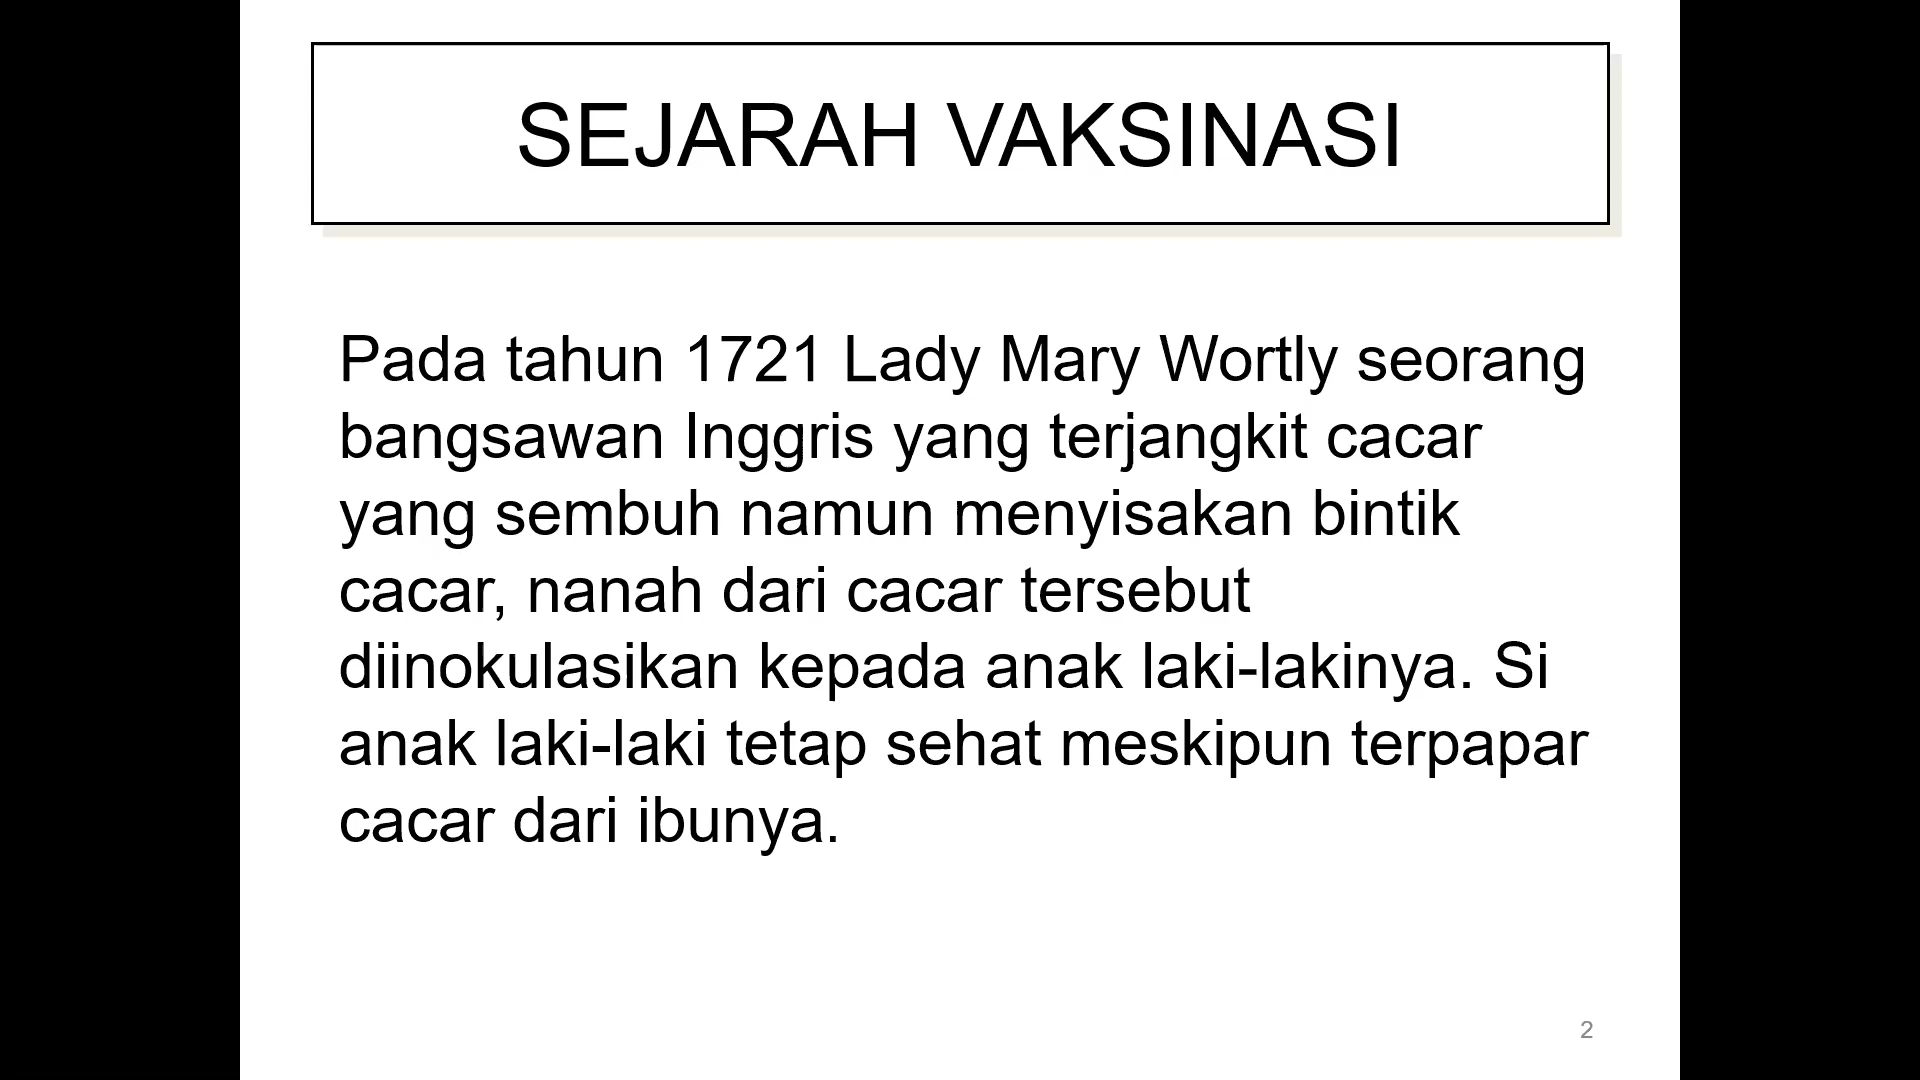 SEJARAH VAKSINASI
Pada tahun 1721 Lady Mary Wortly seorang
bangsawan Inggris yang terjangkit cacar
yang sembuh namun menyisakan bintik
cacar, nanah dari cacar tersebut
diinokulasikan kepada anak laki-lakinya. Si
anak laki-laki tetap sehat meskipun terpapar
cacar dari ibunya.
2